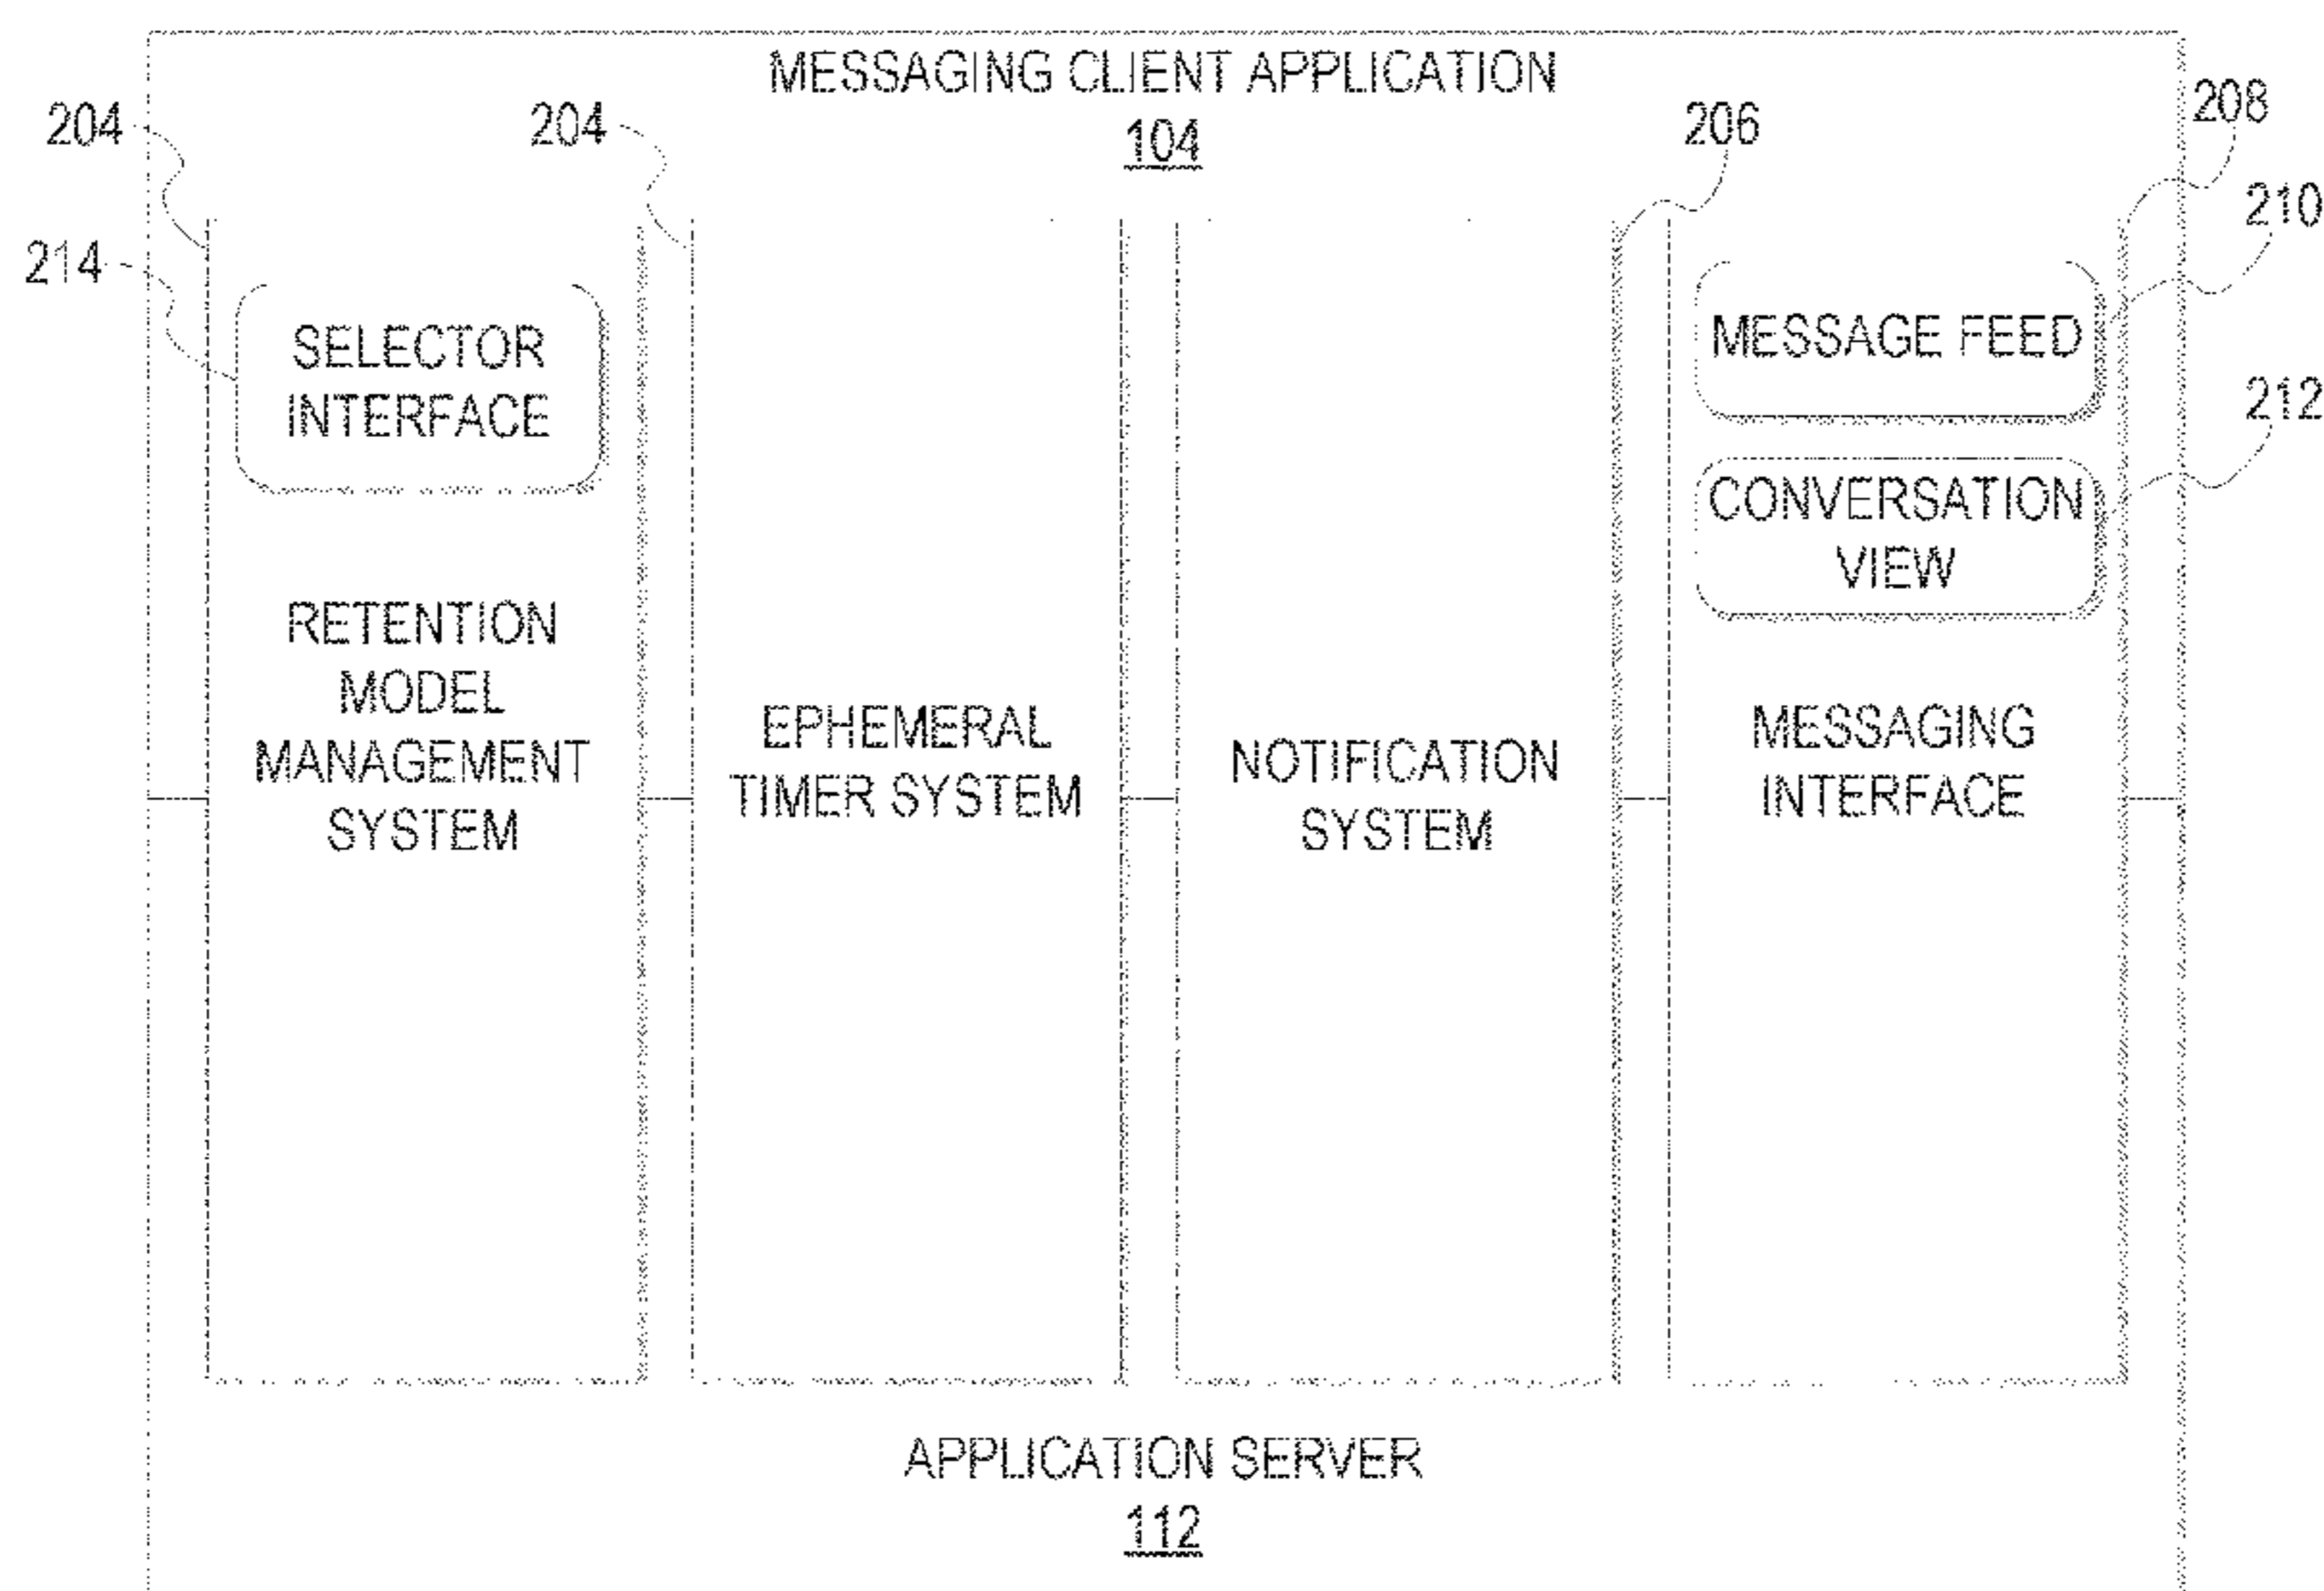 MESSAGING CLIENT APPLICATION
104
204
204
206
208
210
212
214
SELECTOR
INTERFACE
RETENTION
MODEL
MANAGEMENT
SYSTEM
EPHEMERAL
TIMER SYSTEM
NOTIFICATION
SYSTEM
MESSAGE FEED
CONVERSATION
VIEW
MESSAGING
INTERFACE
APPLICATION SERVER
112